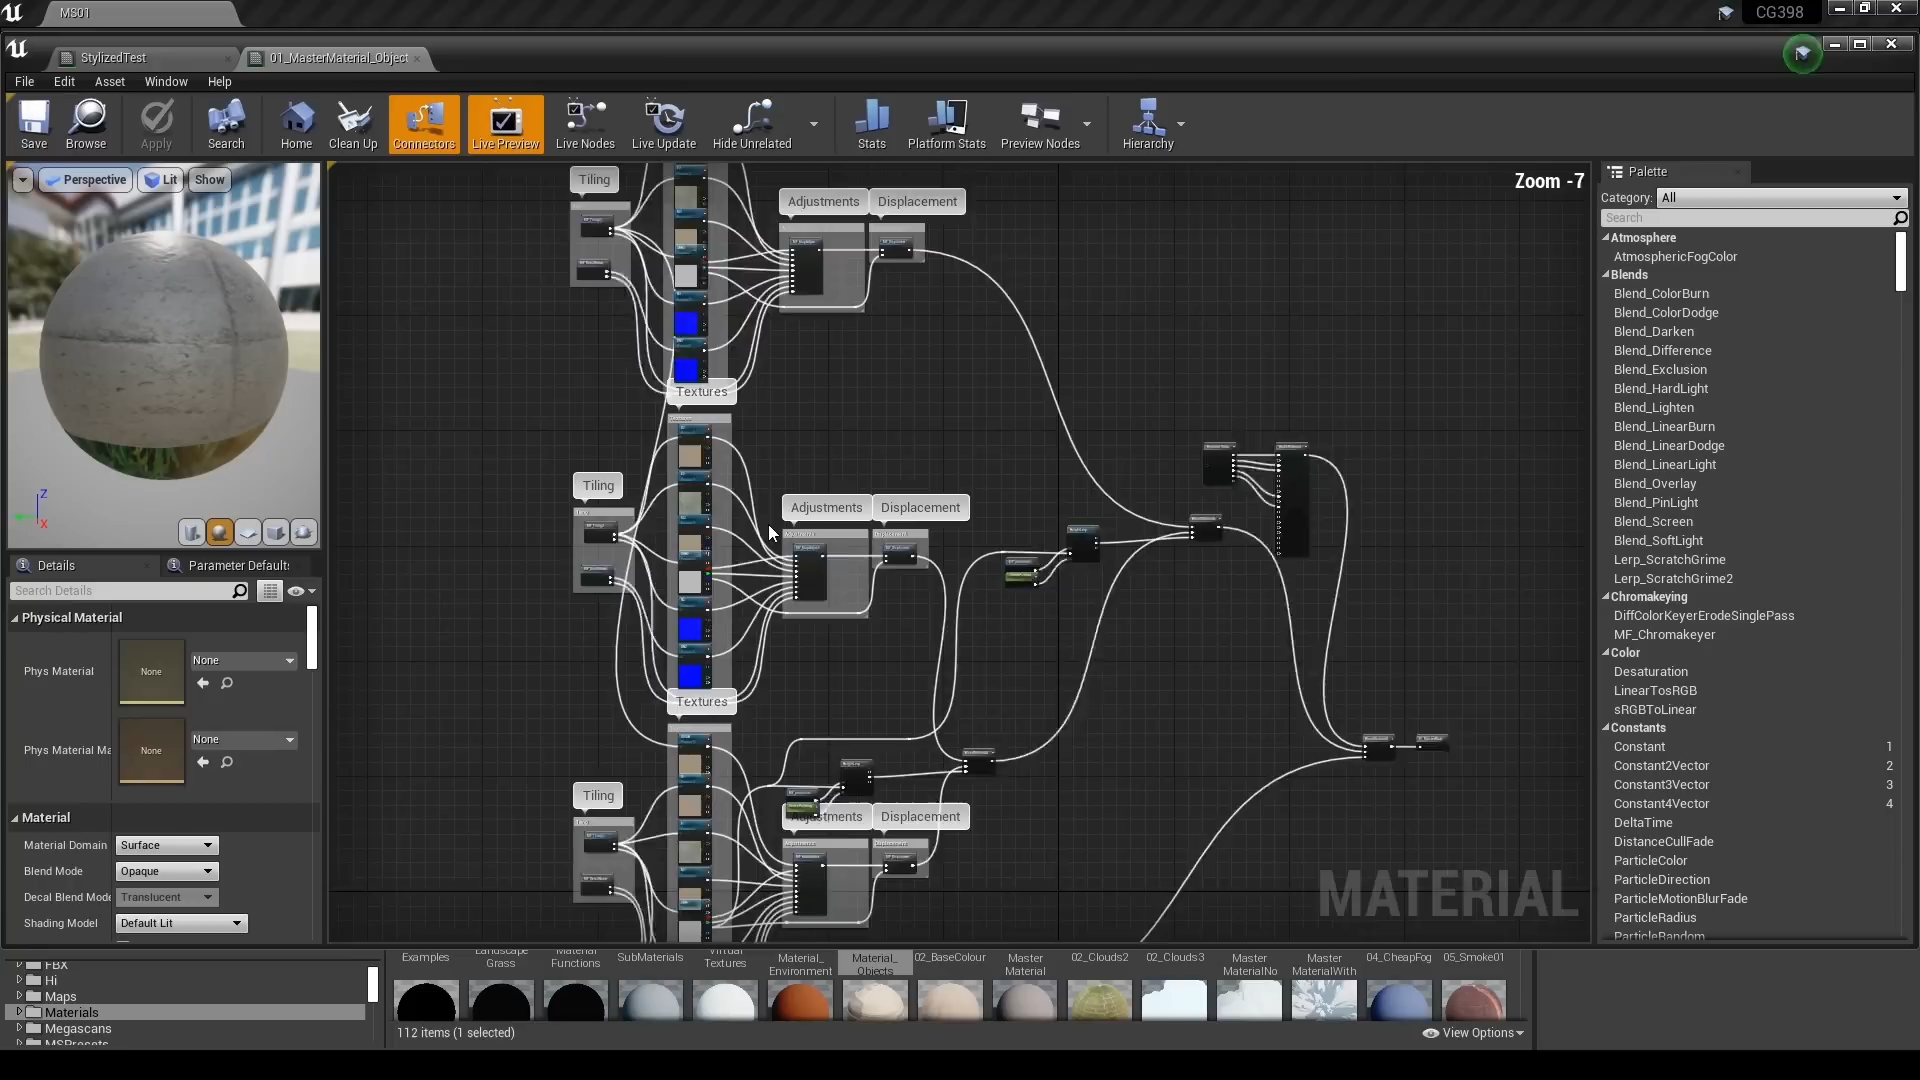 MS01
CG398
StylizedTest
01_MasterMaterial_Object
File Edit Asset Window Help
Save Browse Apply Search Home Clean Up Connectors Live Preview Live Nodes Live Update Hide Unrelated Stats Platform Stats Preview Nodes Hierarchy
Perspective Lit Show
Z
X
Details
Parameter Defaults
Search Details
Physical Material
Phys Material
None
None
Phys Material Ma
None
None
Material
Material Domain
Surface
Blend Mode
Opaque
Decal Blend Mode
Translucent
Shading Model
Default Lit
Zoom -7
Tiling
Adjustments
Displacement
Textures
Tiling
Adjustments
Displacement
Textures
Tiling
Adjustments
Displacement
MATERIAL
Palette
Category:
All
Search
Atmosphere
AtmosphericFogColor
Blends
Blend_ColorBurn
Blend_ColorDodge
Blend_Darken
Blend_Difference
Blend_Exclusion
Blend_HardLight
Blend_Lighten
Blend_LinearBurn
Blend_LinearDodge
Blend_LinearLight
Blend_Overlay
Blend_PinLight
Blend_Screen
Blend_SoftLight
Lerp_ScratchGrime
Lerp_ScratchGrime2
Chromakeying
DiffColorKeyerErodeSinglePass
MF_Chromakeyer
Color
Desaturation
LinearTosRGB
sRGBToLinear
Constants
Constant 1
Constant2Vector 2
Constant3Vector 3
Constant4Vector 4
DeltaTime
DistanceCullFade
ParticleColor
ParticleDirection
ParticleMotionBlurFade
ParticleRadius
ParticleRandom
FBX
Hi
Maps
Materials
Megascans
MSPresets
Examples
Landscape
Grass
Material
Functions
SubMaterials
Virtual
Textures
Material_
Environment
Material_
Objects
02_BaseColour
Master
Material
02_Clouds2
02_Clouds3
Master
MaterialNo
Master
MaterialWith
04_CheapFog
05_Smoke01
112 items (1 selected)
View Options